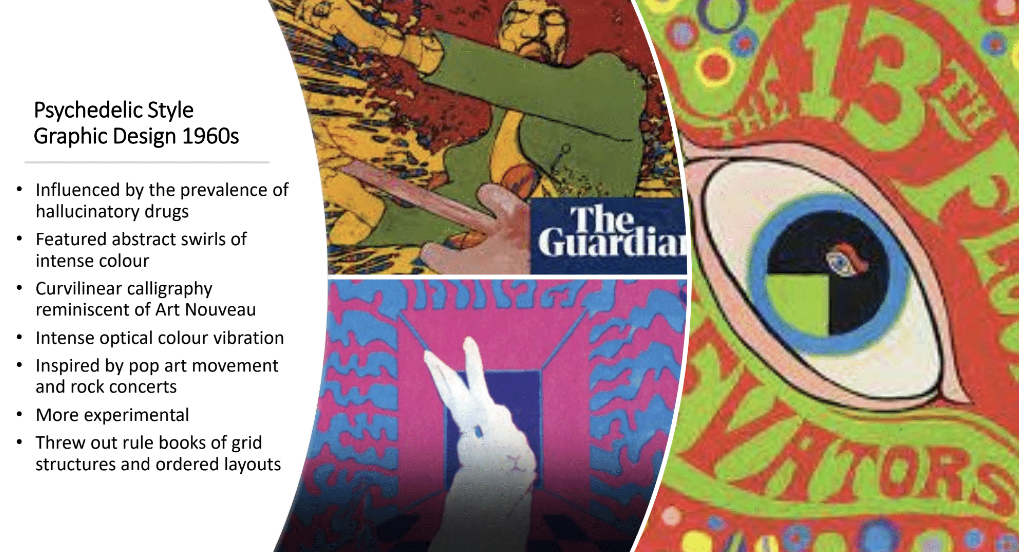 Psychedelic Style
Graphic Design 1960s
• Influenced by the prevalence of
hallucinatory drugs
• Featured abstract swirls of
intense colour
• Curvilinear calligraphy
reminiscent of Art Nouveau
• Intense optical colour vibration
• Inspired by pop art movement
and rock concerts
• More experimental
• Threw out rule books of grid
structures and ordered layouts
The
Guardian
THE 13TH FLOOR
ELEVATORS